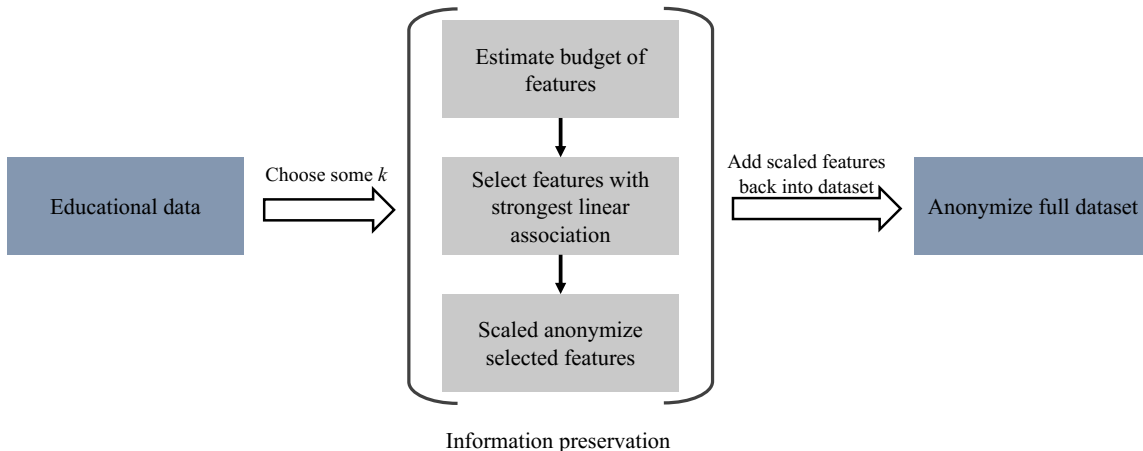 Educational data
Choose some k
Estimate budget of
features
Select features with
strongest linear
association
Scaled anonymize
selected features
Information preservation
Add scaled features
back into dataset
Anonymize full dataset